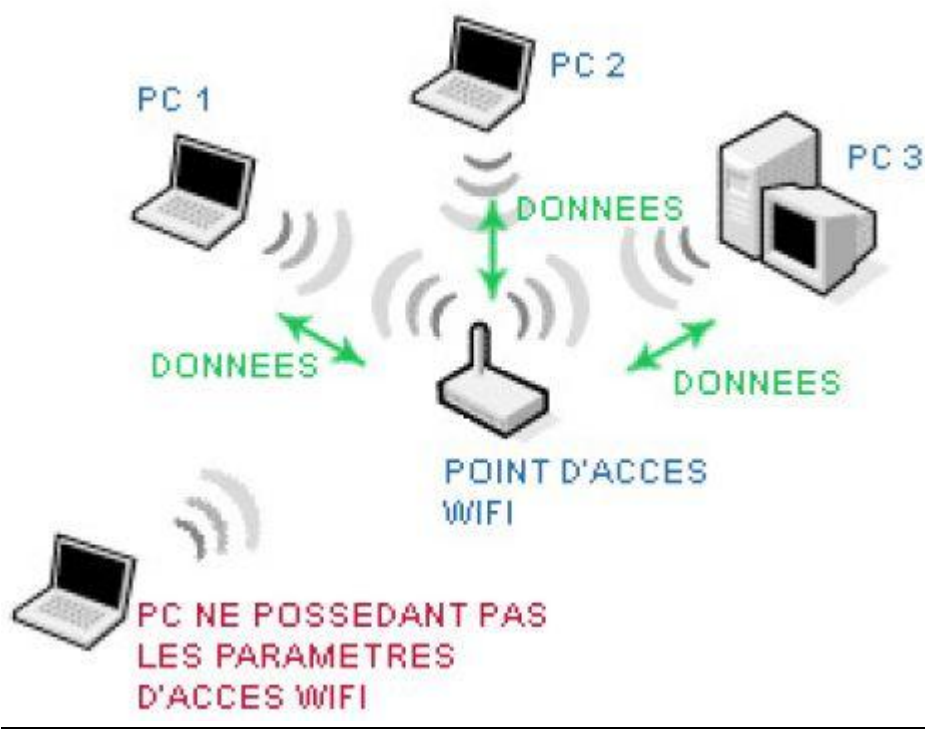 PC 1
PC 2
PC 3
DONNEES
DONNEES
DONNEES
POINT D'ACCES
WIFI
PC NE POSSEDANT PAS
LES PARAMETRES
D'ACCES WIFI